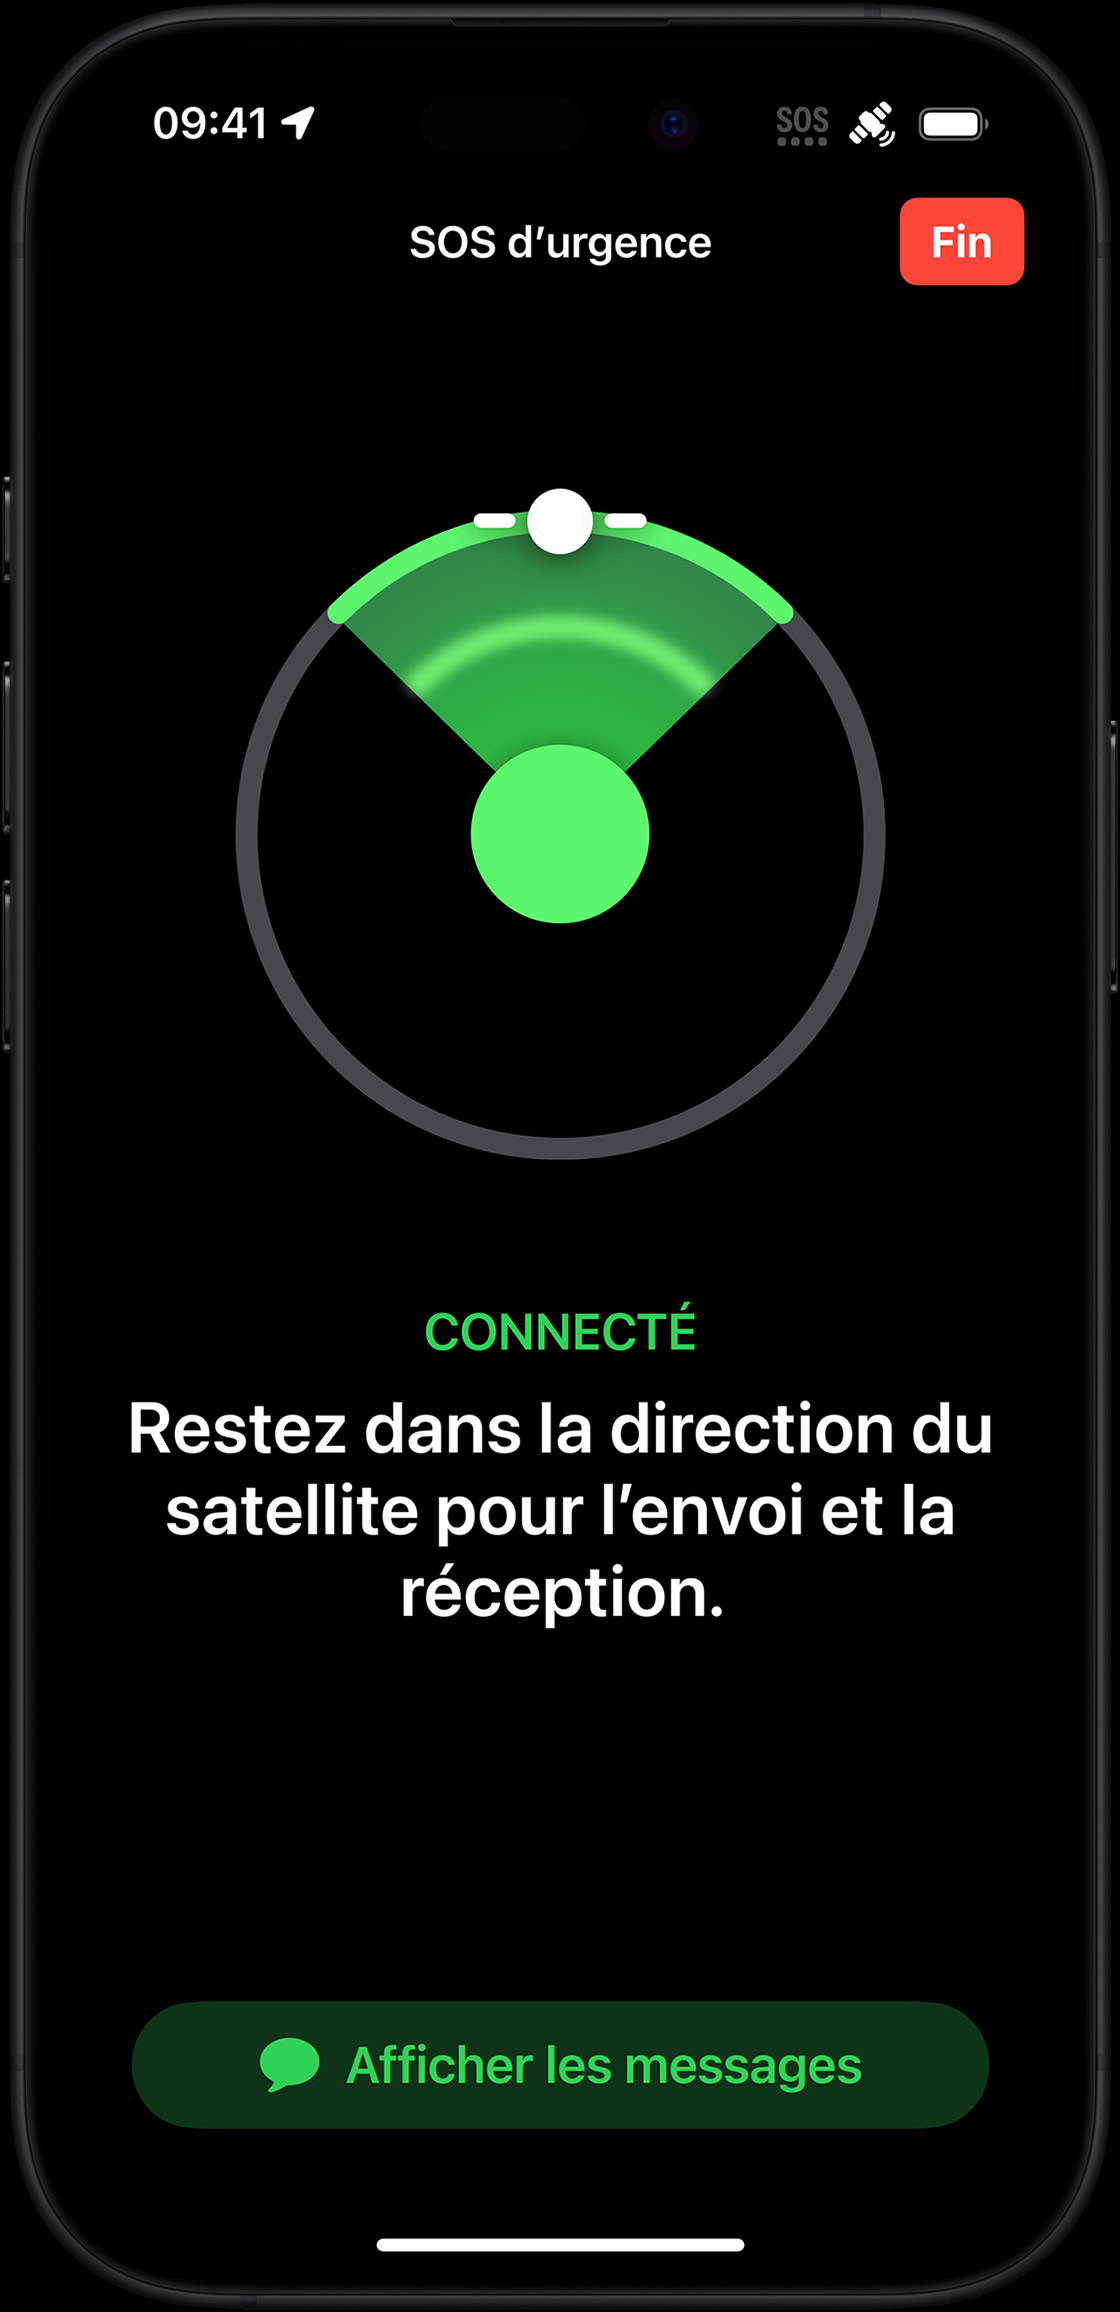 09:41
SOS
SOS d’urgence
Fin
CONNECTÉ
Restez dans la direction du
satellite pour l’envoi et la
réception.
Afficher les messages